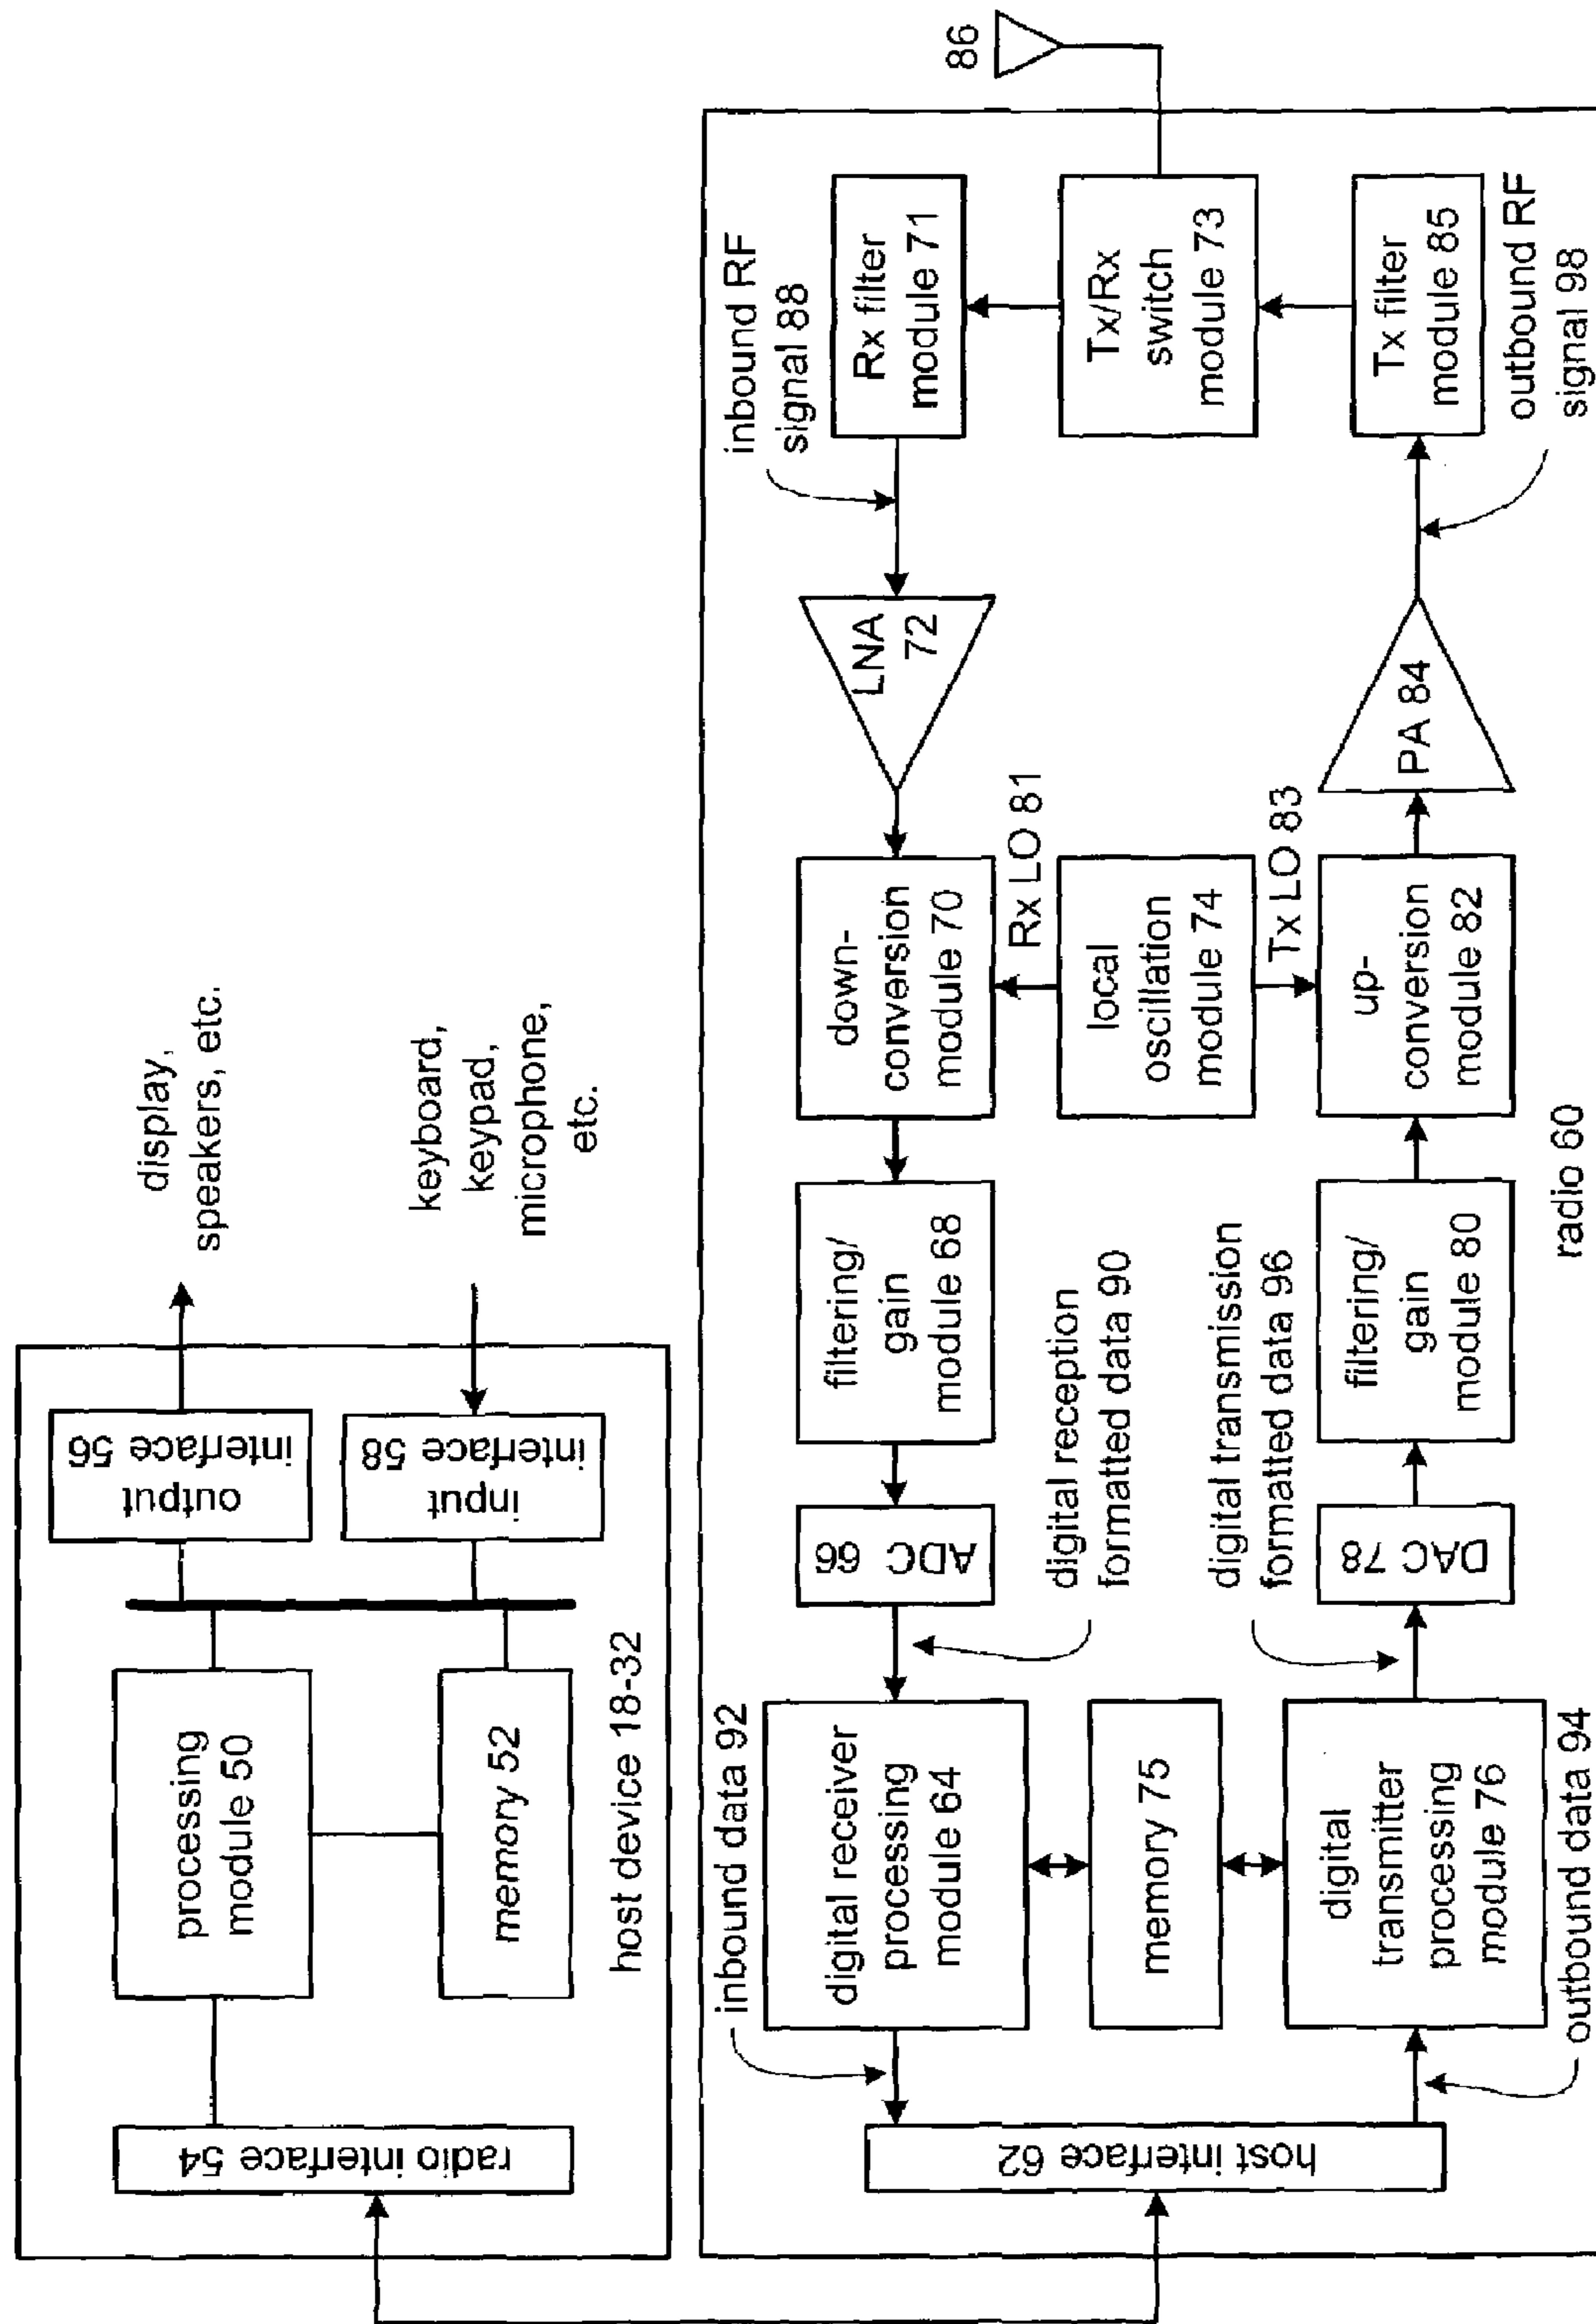 radio interface 54
processing
module 50
memory 52
output
interface 56
input
interface 58
display,
speakers, etc.
keyboard,
keypad,
microphone,
etc.
host device 18-32
host interface 62
inbound data 92
digital receiver
processing
module 64
memory 75
digital
transmitter
processing
module 76
outbound data 94
ADC 66
digital reception
formatted data 90
digital transmission
formatted data 96
DAC 78
filtering/
gain
module 68
filtering/
gain
module 80
down-
conversion
module 70
Rx LO 81
local
oscillation
module 74
Tx LO 83
up-
conversion
module 82
radio 60
LNA
72
PA 84
inbound RF
signal 88
Rx filter
module 71
Tx/Rx
switch
module 73
Tx filter
module 85
outbound RF
signal 98
86